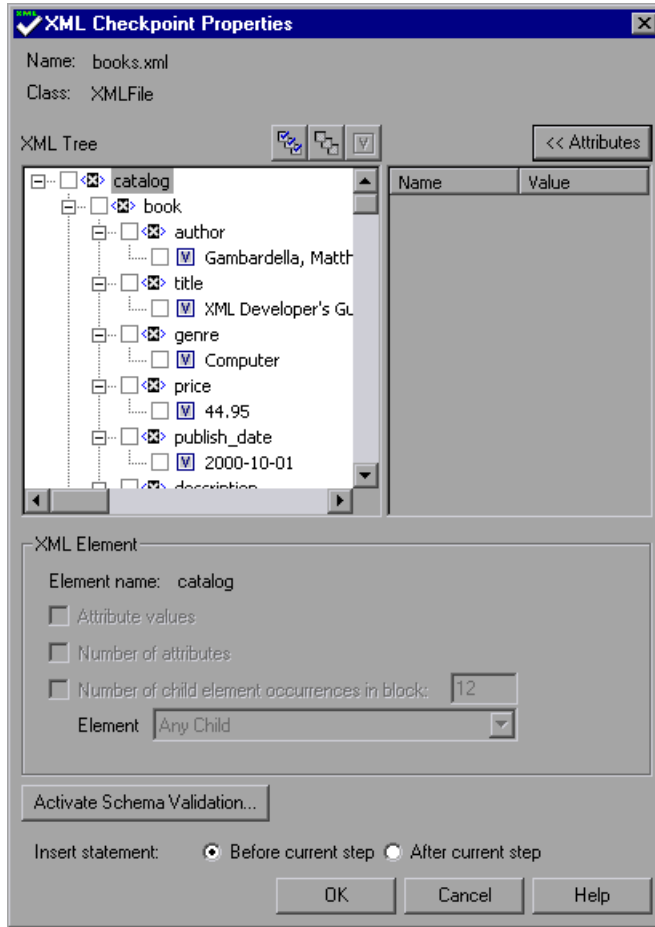 XML Checkpoint Properties
Name: books.xml
Class: XMLFile
XML Tree
<< Attributes
catalog
book
author
Gambardella, Matth
title
XML Developer's Gu
genre
Computer
price
44.95
publish_date
2000-10-01
description
Name Value
XML Element
Element name: catalog
Attribute values
Number of attributes
Number of child element occurrences in block: 12
Element Any Child
Activate Schema Validation...
Insert statement: Before current step After current step
OK Cancel Help